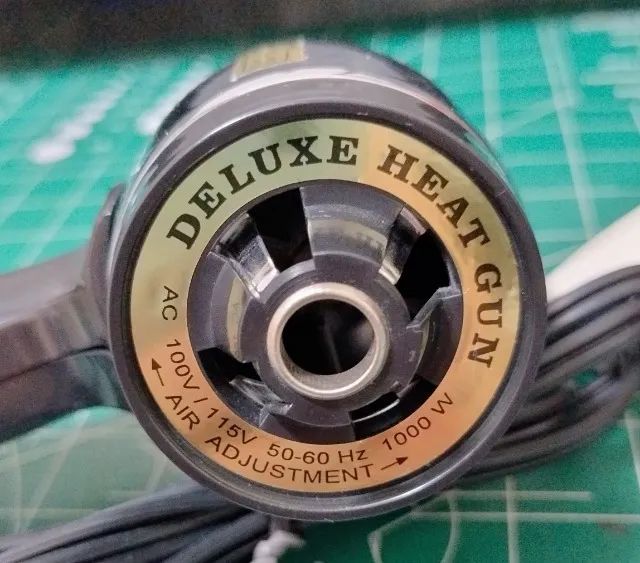 DELUXE HEAT GUN
AC 100V / 115V 50-60 Hz 1000 W
← AIR ADJUSTMENT →